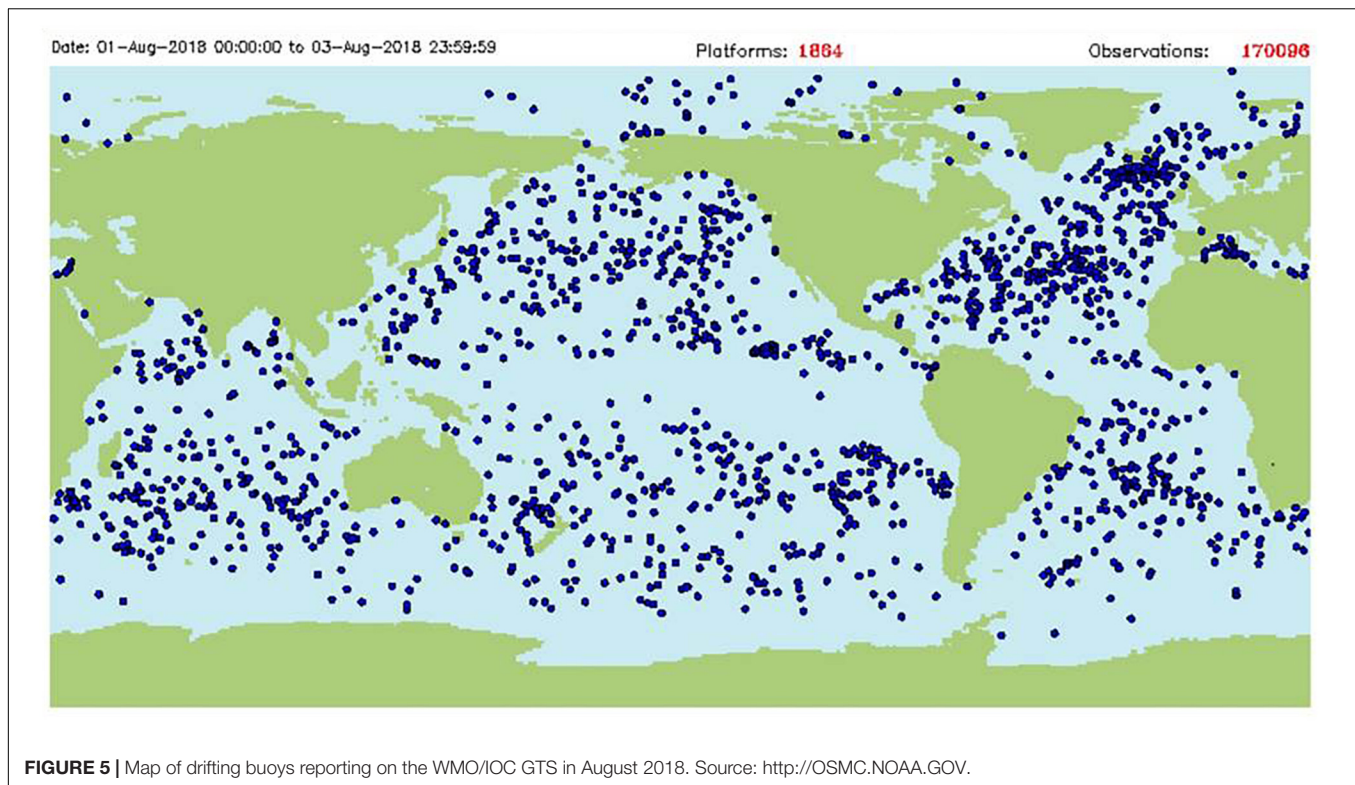 Date: 01-Aug-2018 00:00:00 to 03-Aug-2018 23:59:59 Platforms: 1864 Observations: 170096
FIGURE 5 | Map of drifting buoys reporting on the WMO/IOC GTS in August 2018. Source: http://OSMC.NOAA.GOV.